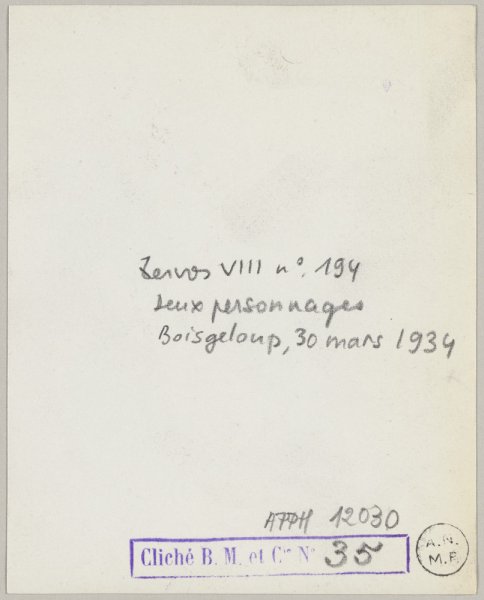 Zervos VIII n°. 194
Deux personnages
Boisgeloup, 30 mars 1934
APPH 12030
Cliché B. M. et Cie N° 35
A.N.
M.P.